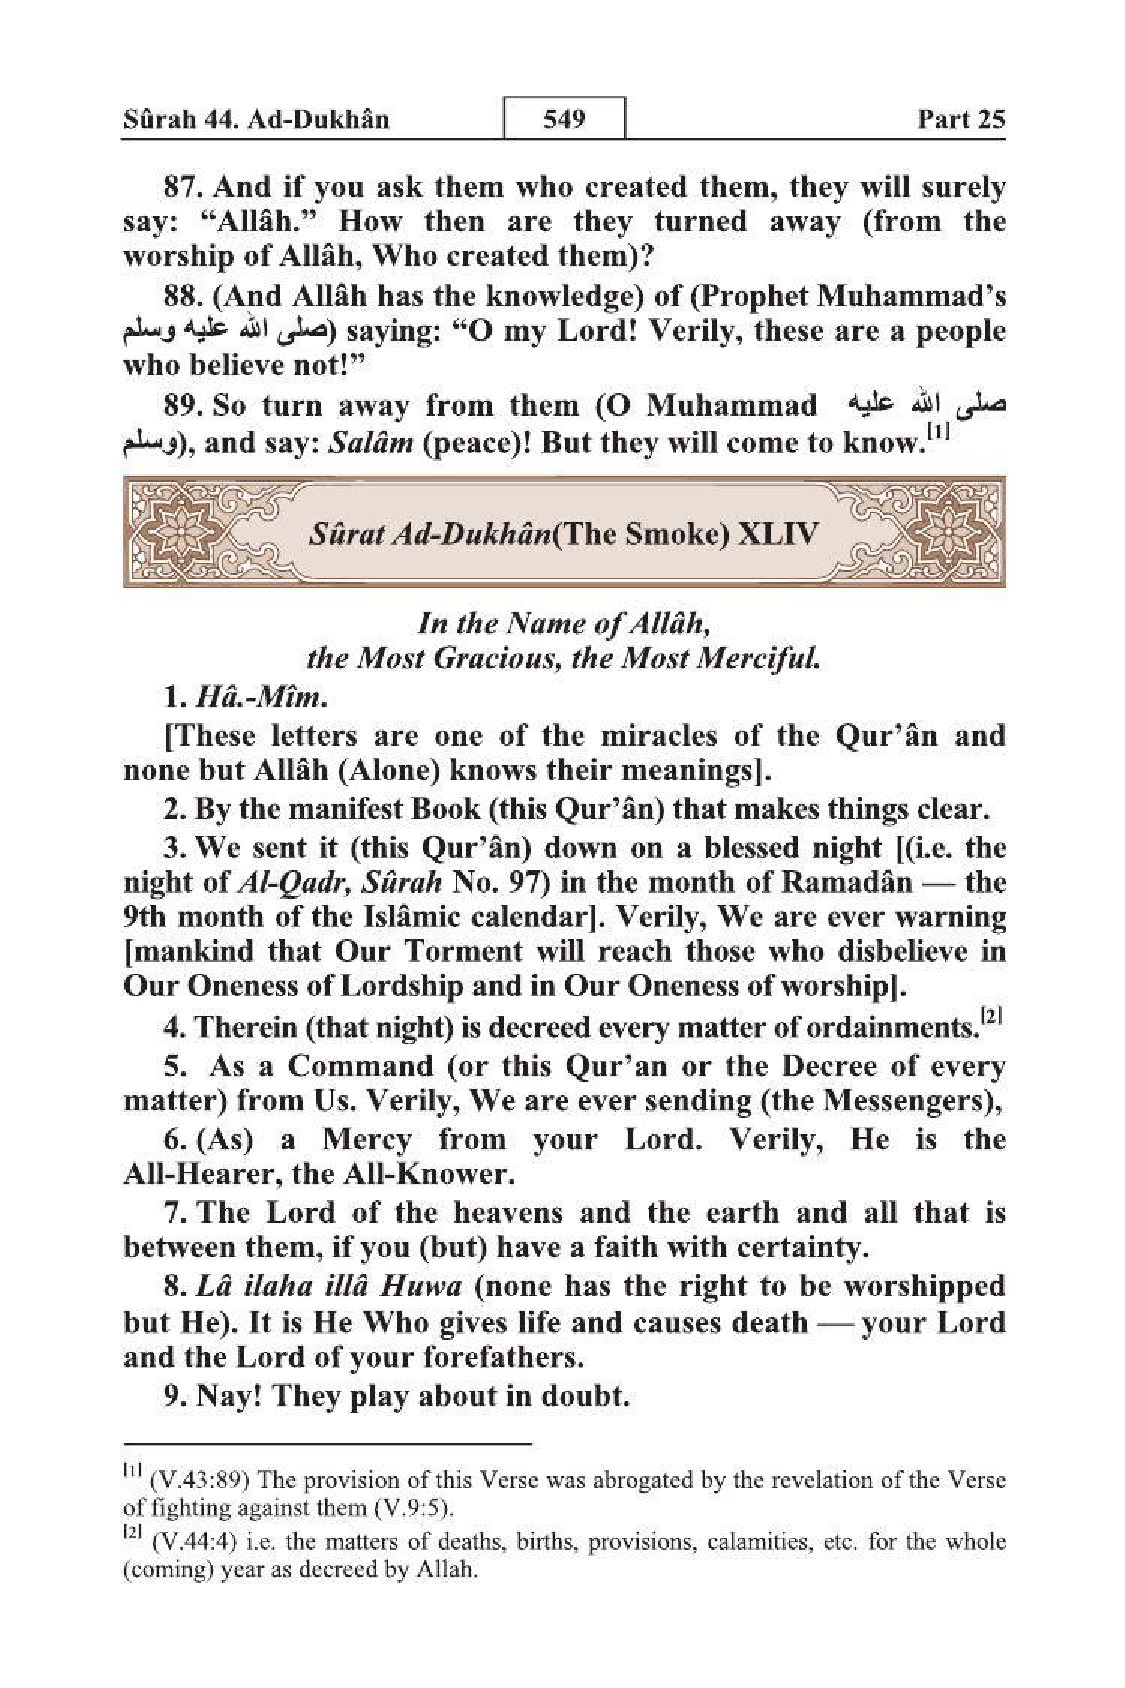 Sûrah 44. Ad-Dukhân 549 Part 25
87. And if you ask them who created them, they will surely
say: “Allâh.” How then are they turned away (from the
worship of Allâh, Who created them)?
88. (And Allâh has the knowledge) of (Prophet Muhammad’s
صلى الله عليه وسلم) saying: “O my Lord! Verily, these are a people
who believe not!”
89. So turn away from them (O Muhammad صلى الله عليه
وسلم), and say: Salâm (peace)! But they will come to know.[1]
Sûrat Ad-Dukhân(The Smoke) XLIV
In the Name of Allâh,
the Most Gracious, the Most Merciful.
1. Hâ.-Mîm.
[These letters are one of the miracles of the Qur’ân and
none but Allâh (Alone) knows their meanings].
2. By the manifest Book (this Qur’ân) that makes things clear.
3. We sent it (this Qur’ân) down on a blessed night [(i.e. the
night of Al-Qadr, Sûrah No. 97) in the month of Ramadân — the
9th month of the Islâmic calendar]. Verily, We are ever warning
[mankind that Our Torment will reach those who disbelieve in
Our Oneness of Lordship and in Our Oneness of worship].
4. Therein (that night) is decreed every matter of ordainments.[2]
5. As a Command (or this Qur’an or the Decree of every
matter) from Us. Verily, We are ever sending (the Messengers),
6. (As) a Mercy from your Lord. Verily, He is the
All-Hearer, the All-Knower.
7. The Lord of the heavens and the earth and all that is
between them, if you (but) have a faith with certainty.
8. Lâ ilaha illâ Huwa (none has the right to be worshipped
but He). It is He Who gives life and causes death — your Lord
and the Lord of your forefathers.
9. Nay! They play about in doubt.
[1] (V.43:89) The provision of this Verse was abrogated by the revelation of the Verse
of fighting against them (V.9:5).
[2] (V.44:4) i.e. the matters of deaths, births, provisions, calamities, etc. for the whole
(coming) year as decreed by Allah.